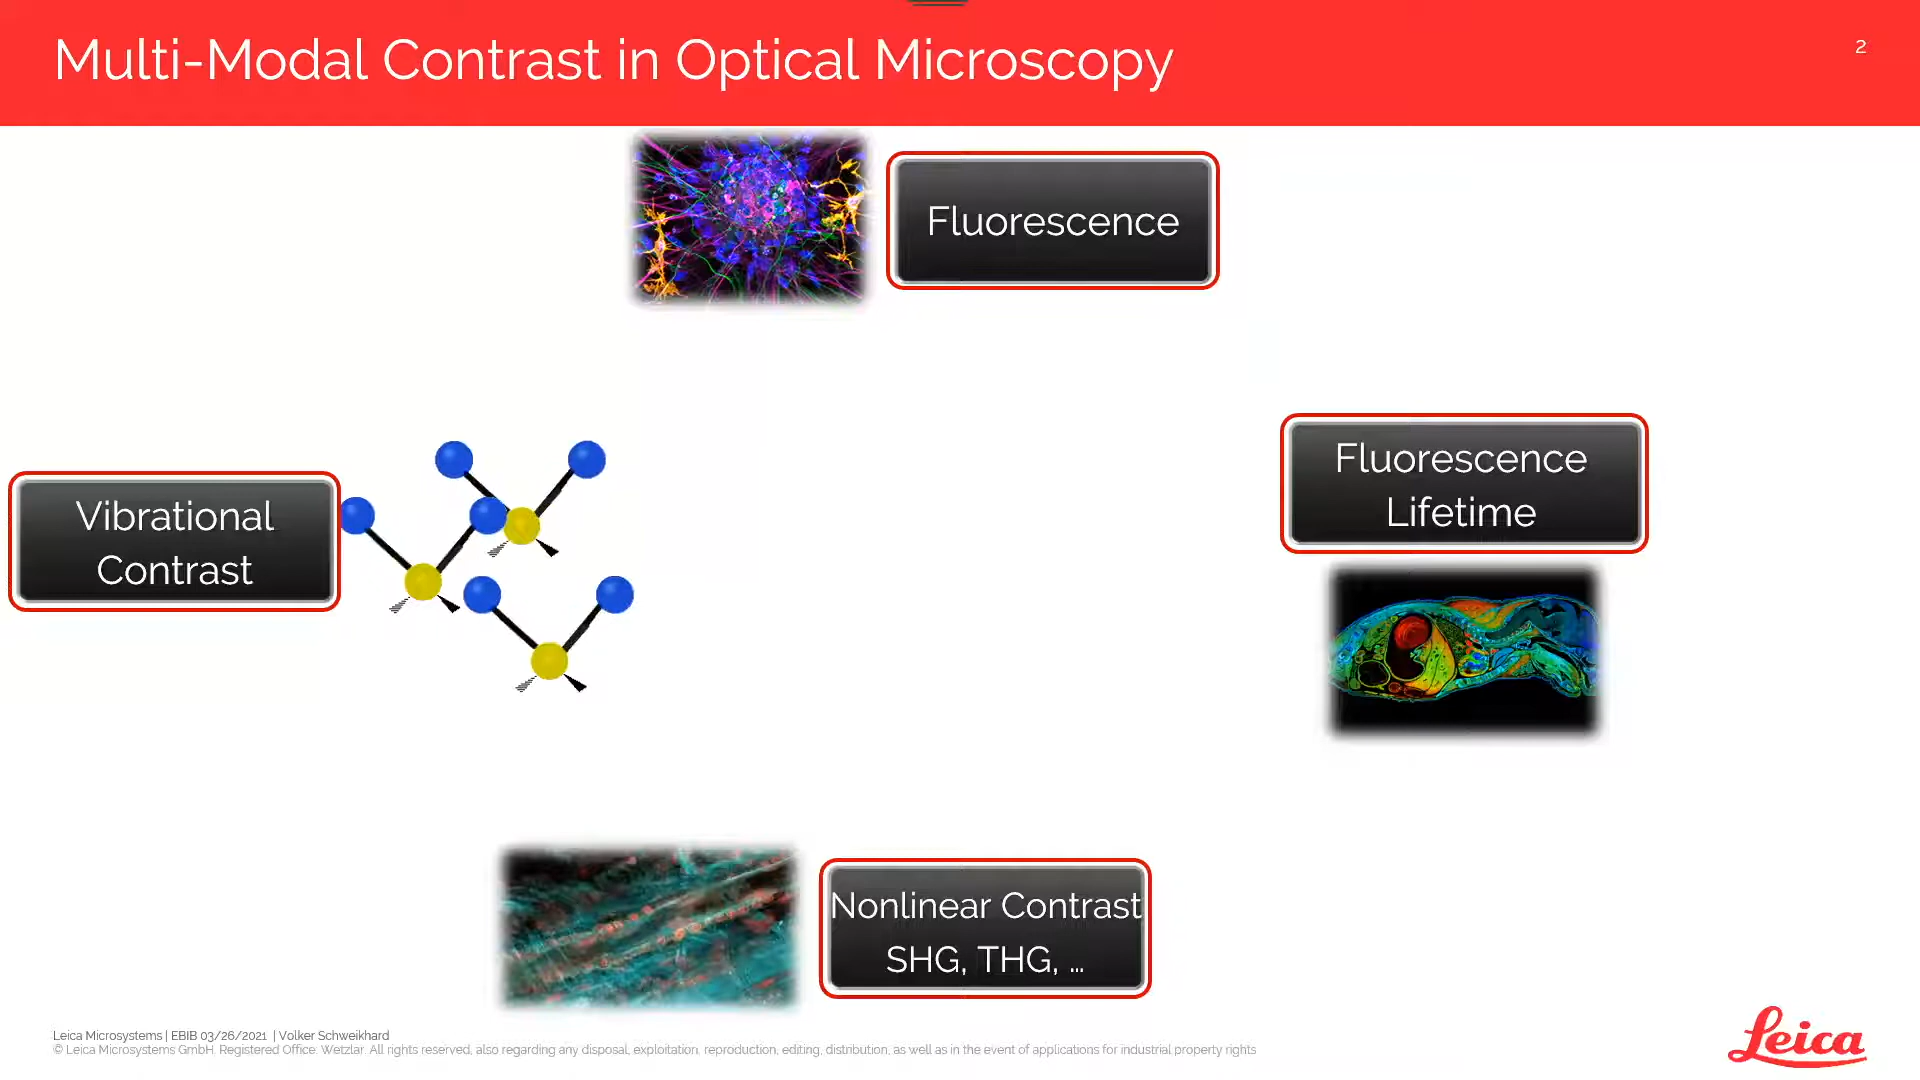 Multi-Modal Contrast in Optical Microscopy
2
Fluorescence
Fluorescence
Lifetime
Vibrational
Contrast
Nonlinear Contrast
SHG, THG, ...
Leica Microsystems | EBIB 03/26/2021 | Volker Schweikhard
© Leica Microsystems GmbH. Registered Office: Wetzlar. All rights reserved, also regarding any disposal, exploitation, reproduction, editing, distribution, as well as in the event of applications for industrial property rights
Leica